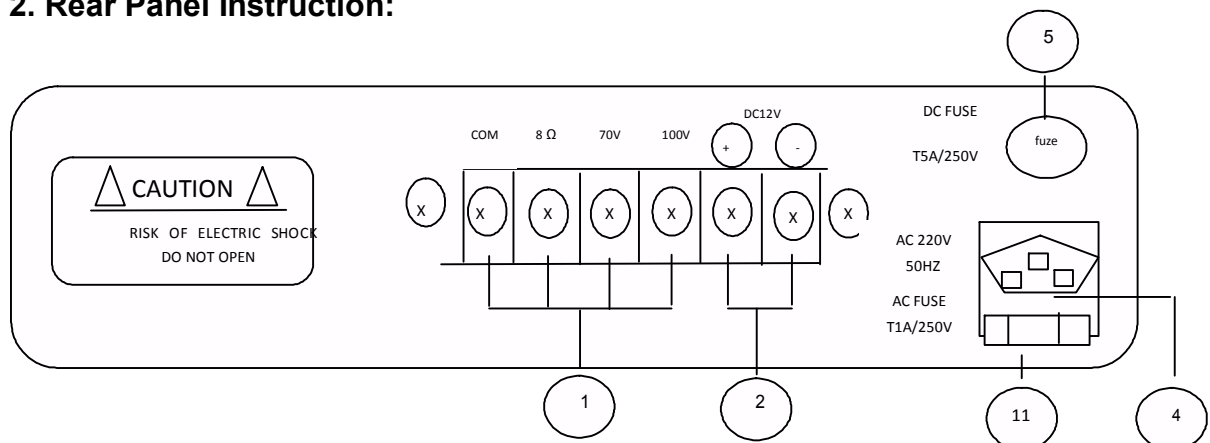 2. Rear Panel Instruction:
5
DC12V
DC FUSE
COM 8 Ω 70V 100V
+ -
fuze
T5A/250V
CAUTION
X X X X X X X X
RISK OF ELECTRIC SHOCK
DO NOT OPEN
AC 220V
50HZ
AC FUSE
T1A/250V
1 2 11 4